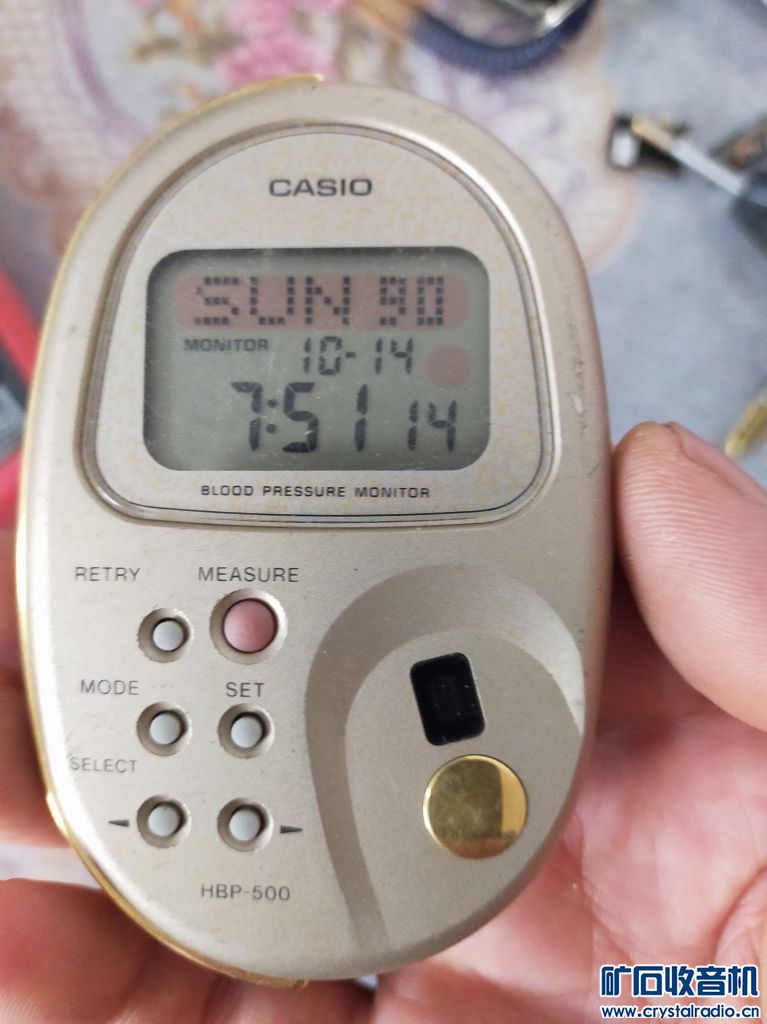 CASIO
SUN 90
MONITOR 10-14
7:51 14
BLOOD PRESSURE MONITOR
RETRY MEASURE
MODE SET
SELECT
HBP-500
矿石收音机
www.crystalradio.cn